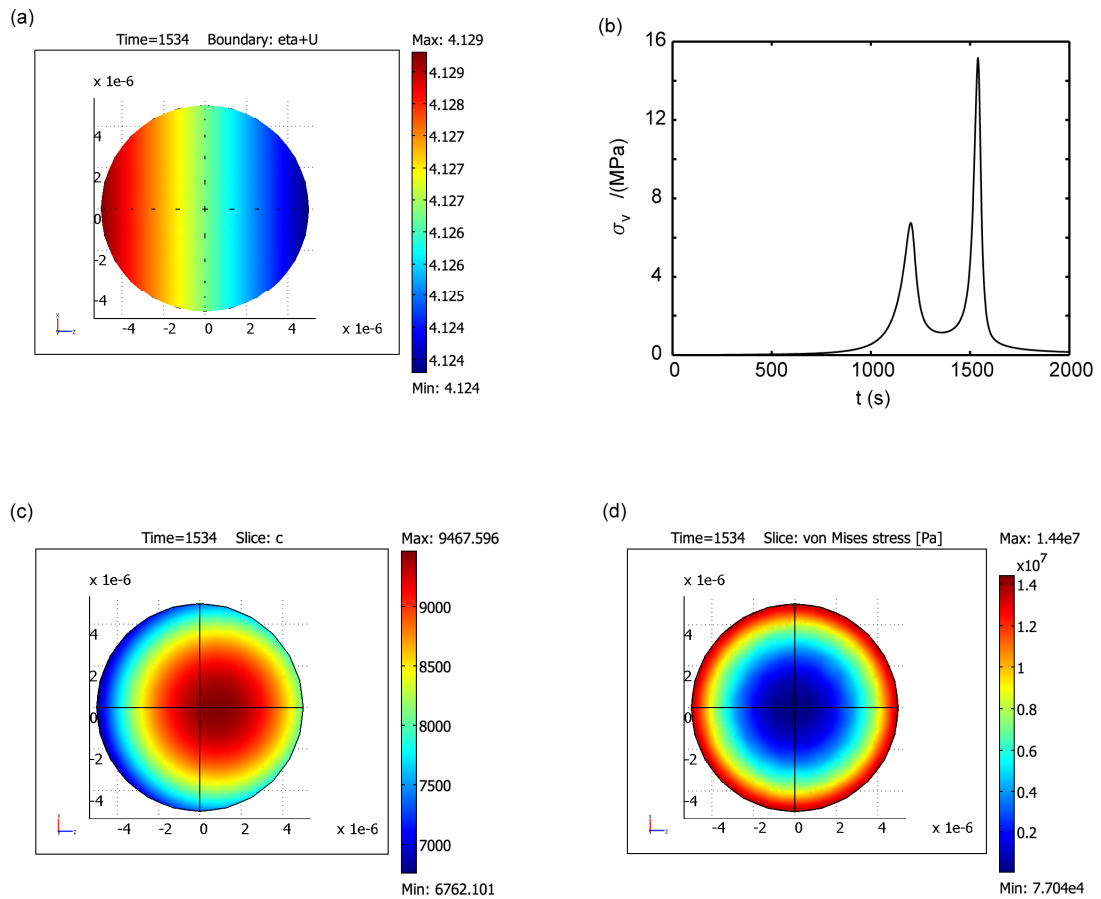 (a)
Time=1534 Boundary: eta+U
Max: 4.129
x 1e-6
4
2
0
-2
-4
-4 -2 0 2 4
x 1e-6
x
z
4.129
4.128
4.127
4.127
4.126
4.126
4.125
4.124
4.124
Min: 4.124
(b)
16
12
8
4
0
σv /(MPa)
0 500 1000 1500 2000
t (s)
(c)
Time=1534 Slice: c
Max: 9467.596
x 1e-6
4
2
0
-2
-4
-4 -2 0 2 4
x 1e-6
x
z
9000
8500
8000
7500
7000
Min: 6762.101
(d)
Time=1534 Slice: von Mises stress [Pa]
Max: 1.44e7
x10⁷
x 1e-6
4
2
0
-2
-4
-4 -2 0 2 4
x 1e-6
x
z
1.4
1.2
1
0.8
0.6
0.4
0.2
Min: 7.704e4